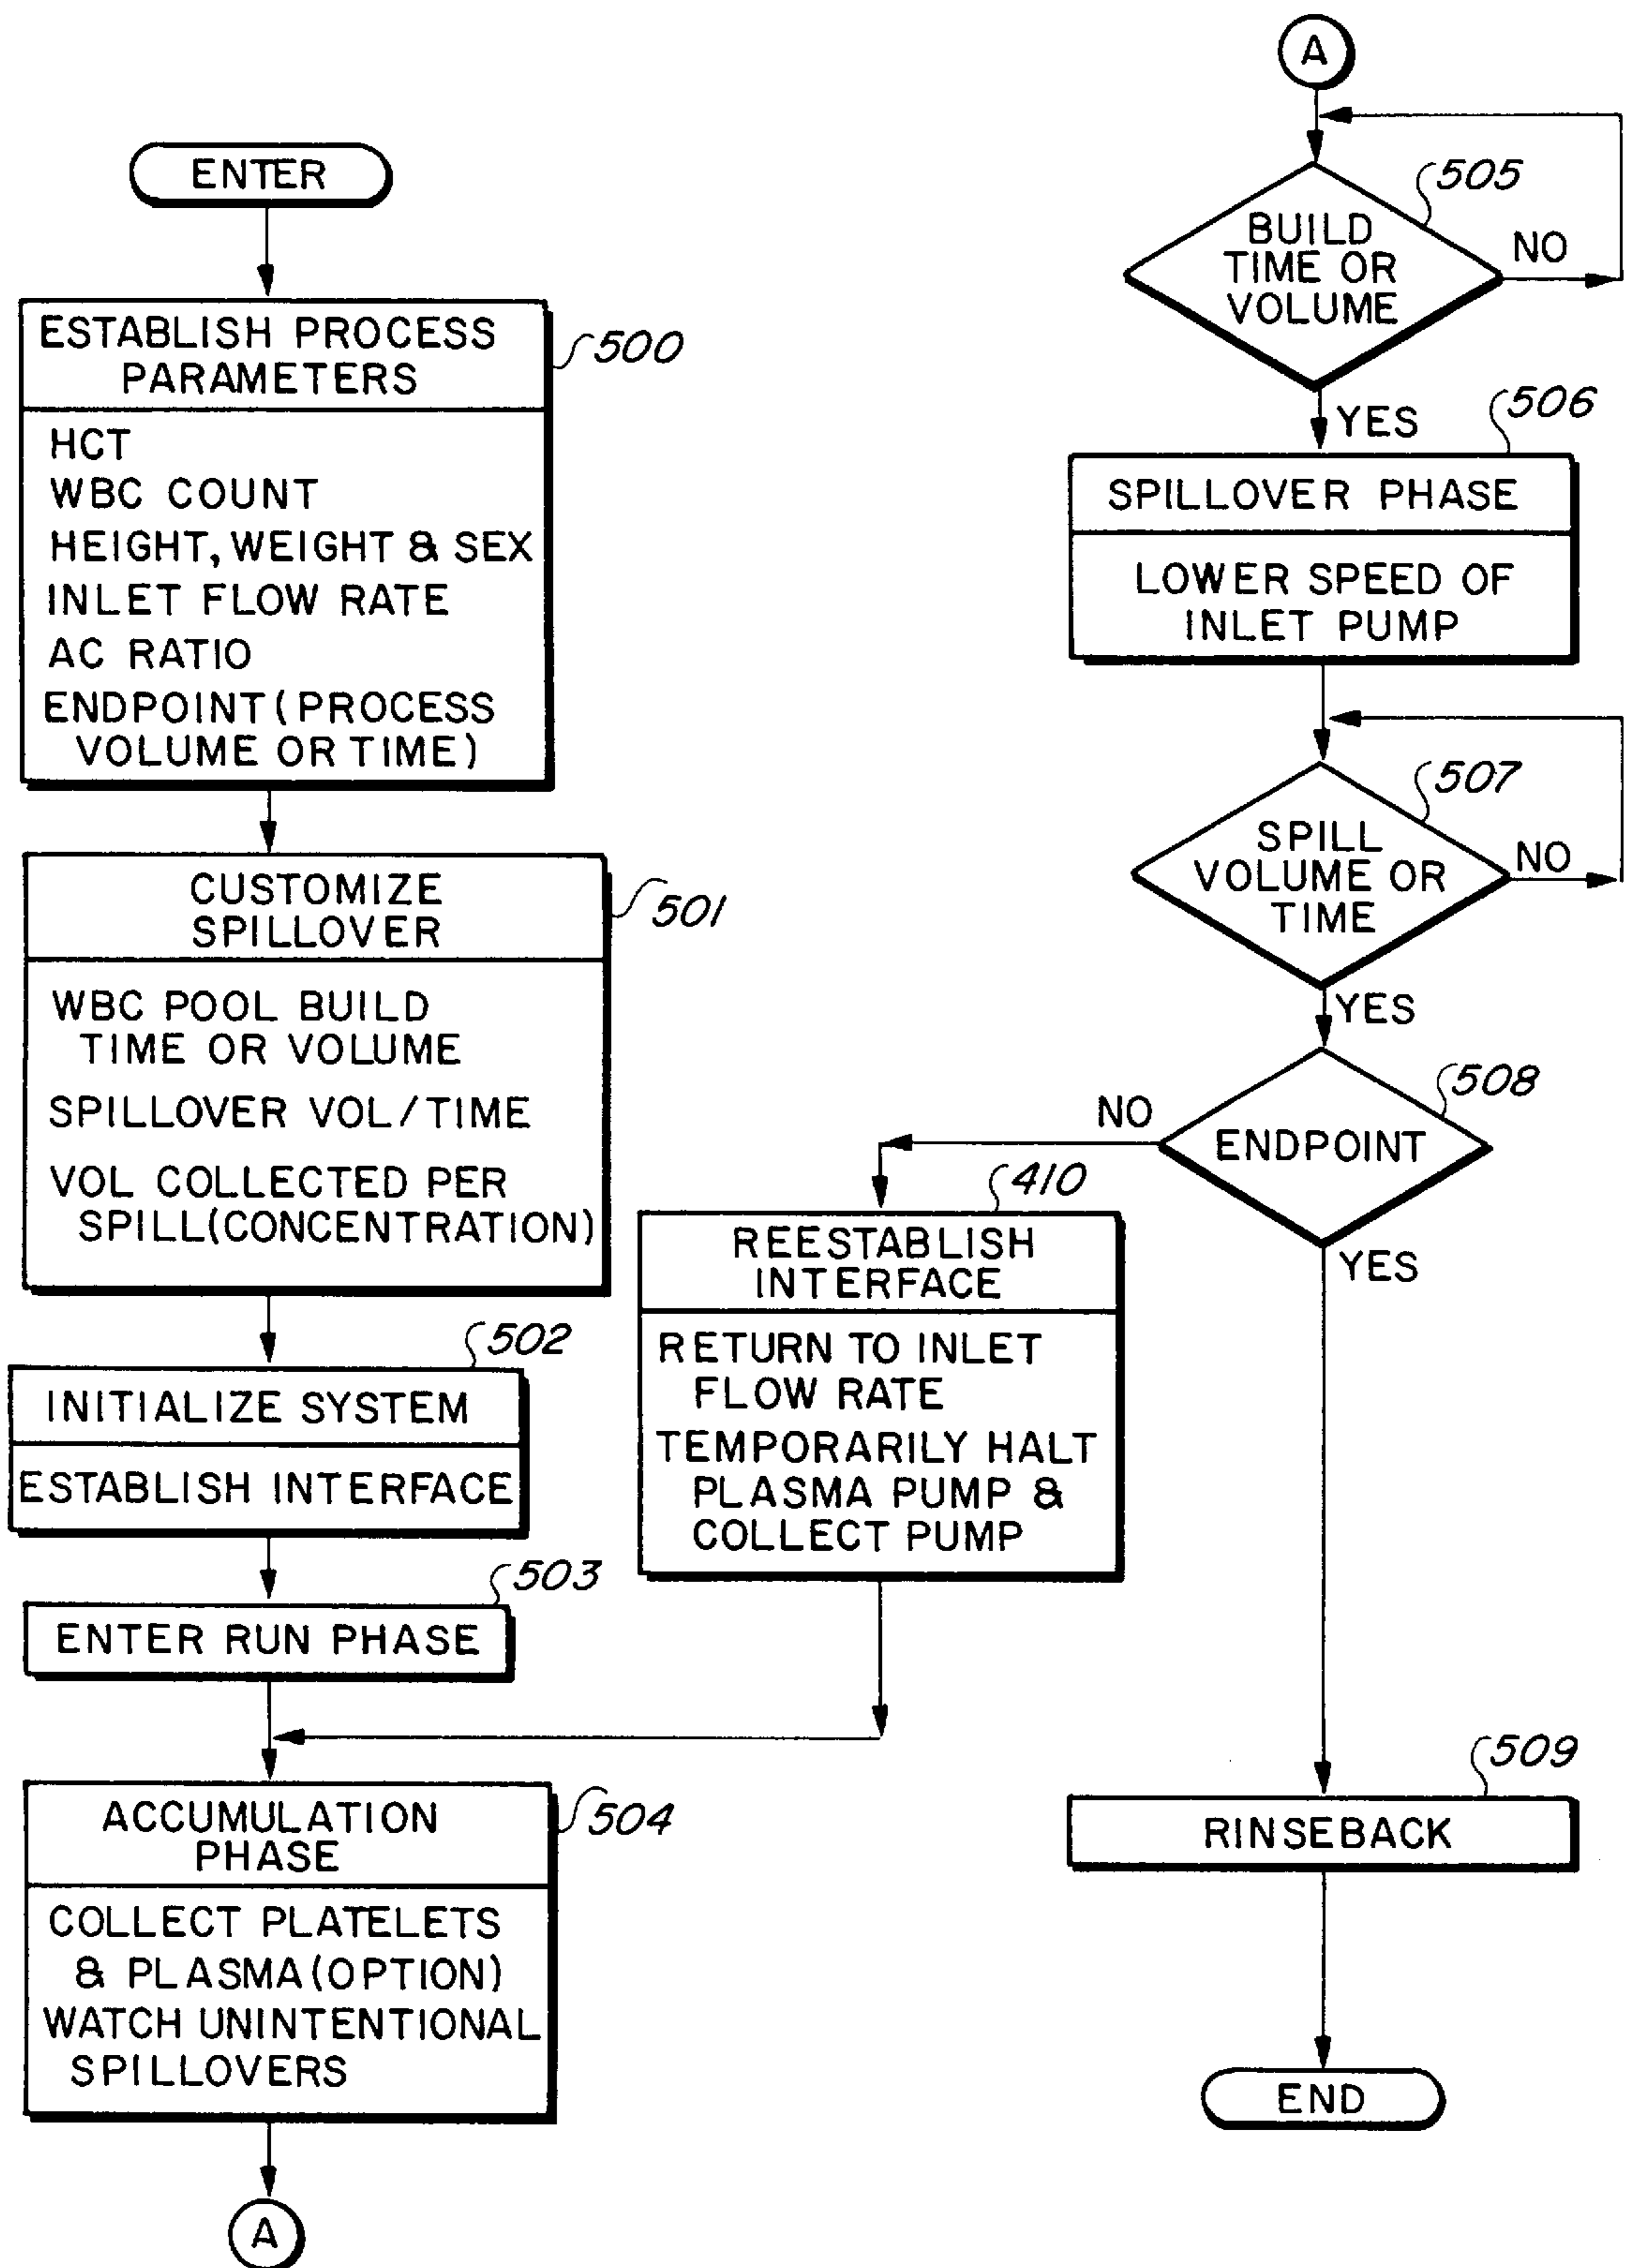 ENTER
ESTABLISH PROCESS
PARAMETERS
500
HCT
WBC COUNT
HEIGHT, WEIGHT & SEX
INLET FLOW RATE
AC RATIO
ENDPOINT (PROCESS
VOLUME OR TIME)
CUSTOMIZE
SPILLOVER
501
WBC POOL BUILD
TIME OR VOLUME
SPILLOVER VOL/TIME
VOL COLLECTED PER
SPILL (CONCENTRATION)
502
INITIALIZE SYSTEM
ESTABLISH INTERFACE
503
ENTER RUN PHASE
ACCUMULATION
PHASE
504
COLLECT PLATELETS
& PLASMA (OPTION)
WATCH UNINTENTIONAL
SPILLOVERS
A
A
505
BUILD
TIME OR
VOLUME
NO
YES
506
SPILLOVER PHASE
LOWER SPEED OF
INLET PUMP
507
SPILL
VOLUME OR
TIME
NO
YES
508
ENDPOINT
NO
YES
410
REESTABLISH
INTERFACE
RETURN TO INLET
FLOW RATE
TEMPORARILY HALT
PLASMA PUMP &
COLLECT PUMP
509
RINSEBACK
END